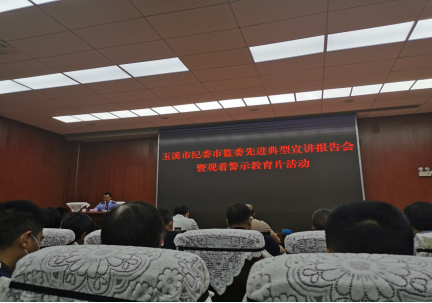 玉溪市纪委市监委先进典型宣讲报告会
暨观看警示教育片活动